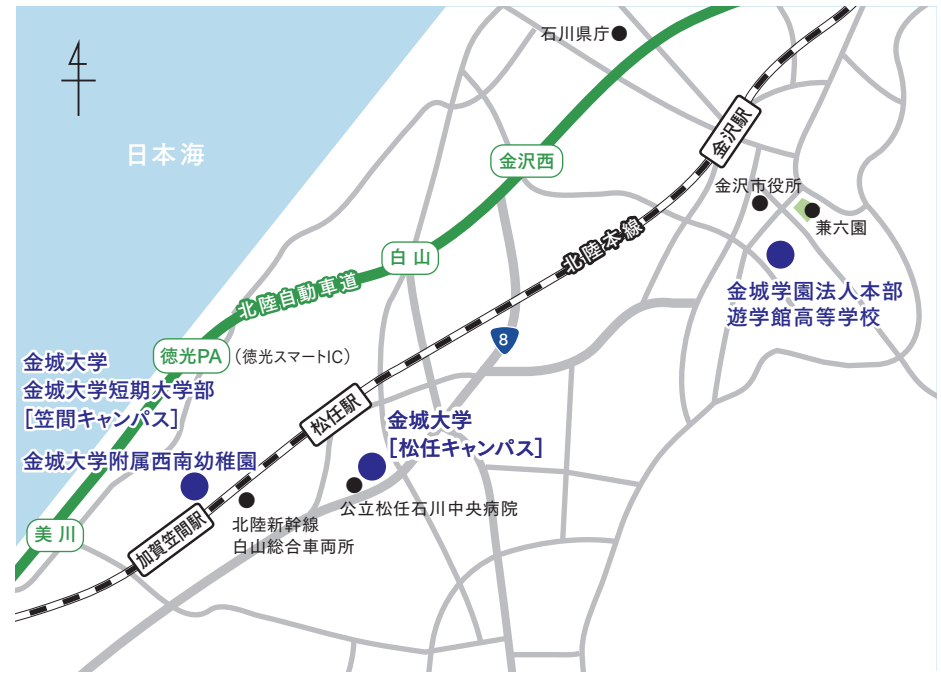 石川県庁
日本海
金沢駅
金沢西
金沢市役所
兼六園
北陸本線
白山
金城学園法人本部
遊学館高等学校
北陸自動車道
8
徳光PA
(徳光スマートIC)
金城大学
金城大学短期大学部
[笠間キャンパス]
松任駅
金城大学
[松任キャンパス]
金城大学附属西南幼稚園
公立松任石川中央病院
北陸新幹線
白山総合車両所
美川
加賀笠間駅